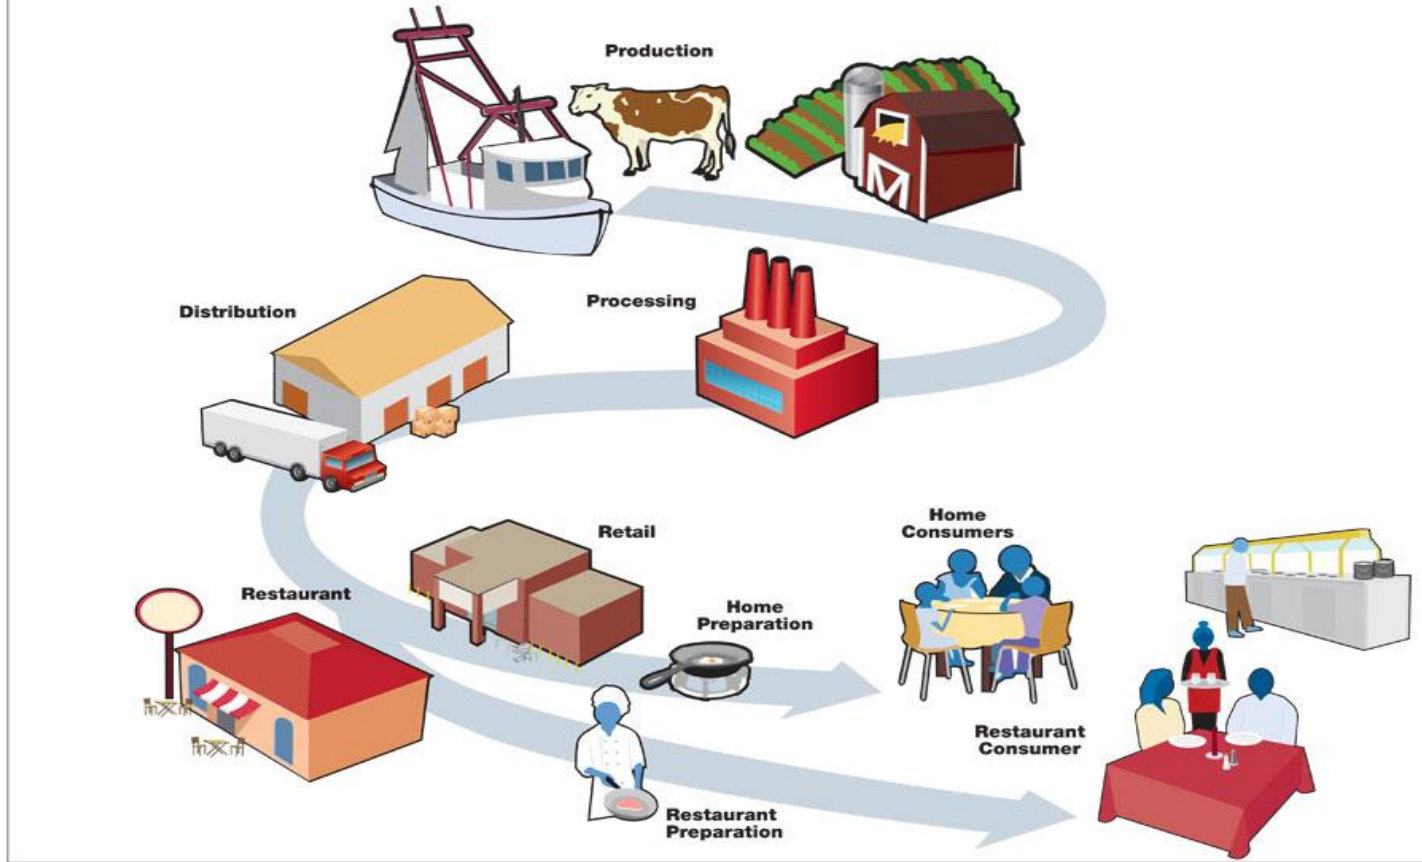 Production
Processing
Distribution
Retail
Restaurant
Home
Preparation
Home
Consumers
Restaurant
Consumer
Restaurant
Preparation